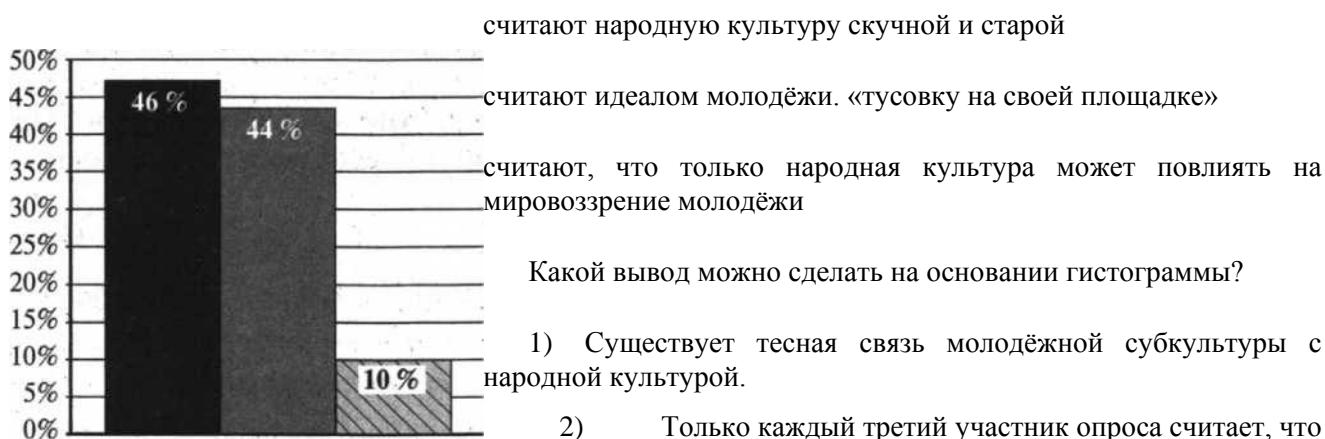 считают народную культуру скучной и старой
50%
45%
40%
35%
30%
25%
20%
15%
10%
5%
0%
46 %
44 %
10 %
считают идеалом молодёжи. «тусовку на своей площадке»
считают, что только народная культура может повлиять на
мировоззрение молодёжи
Какой вывод можно сделать на основании гистограммы?
1) Существует тесная связь молодёжной субкультуры с
народной культурой.
2) Только каждый третий участник опроса считает, что